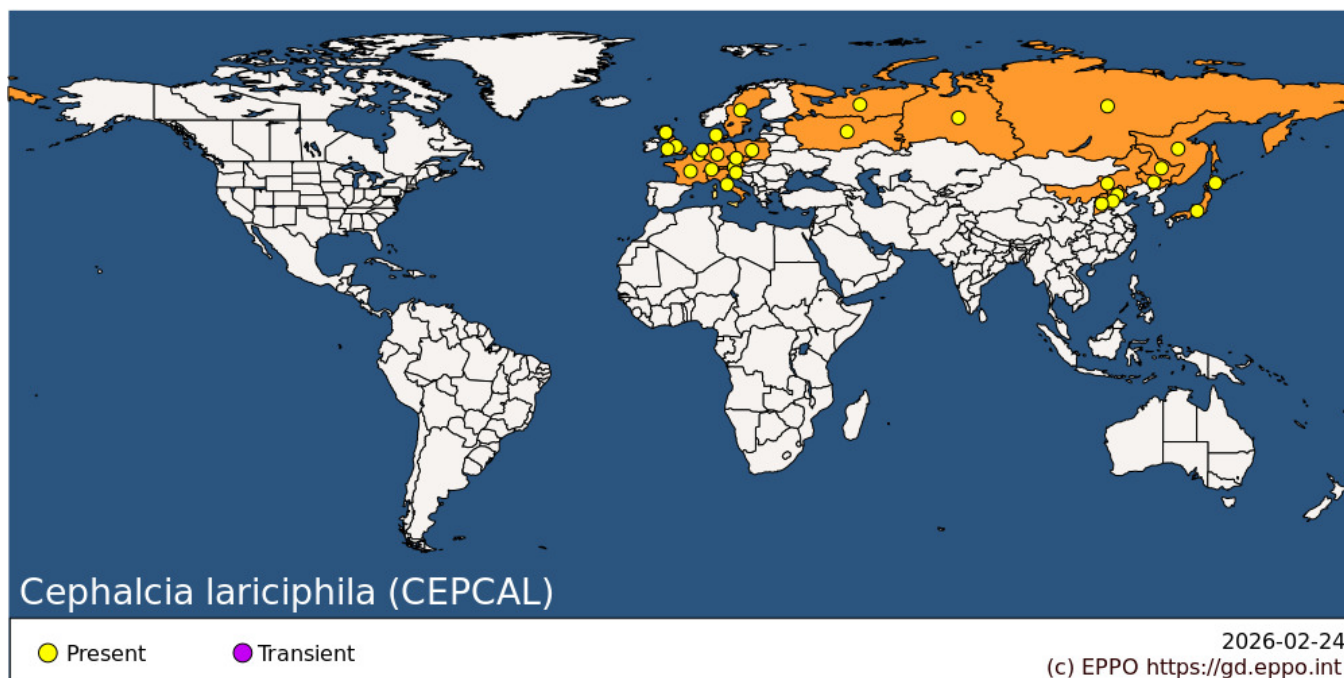 Cephalcia lariciphila (CEPCAL)
Present
Transient
2026-02-24
(c) EPPO https://gd.eppo.int